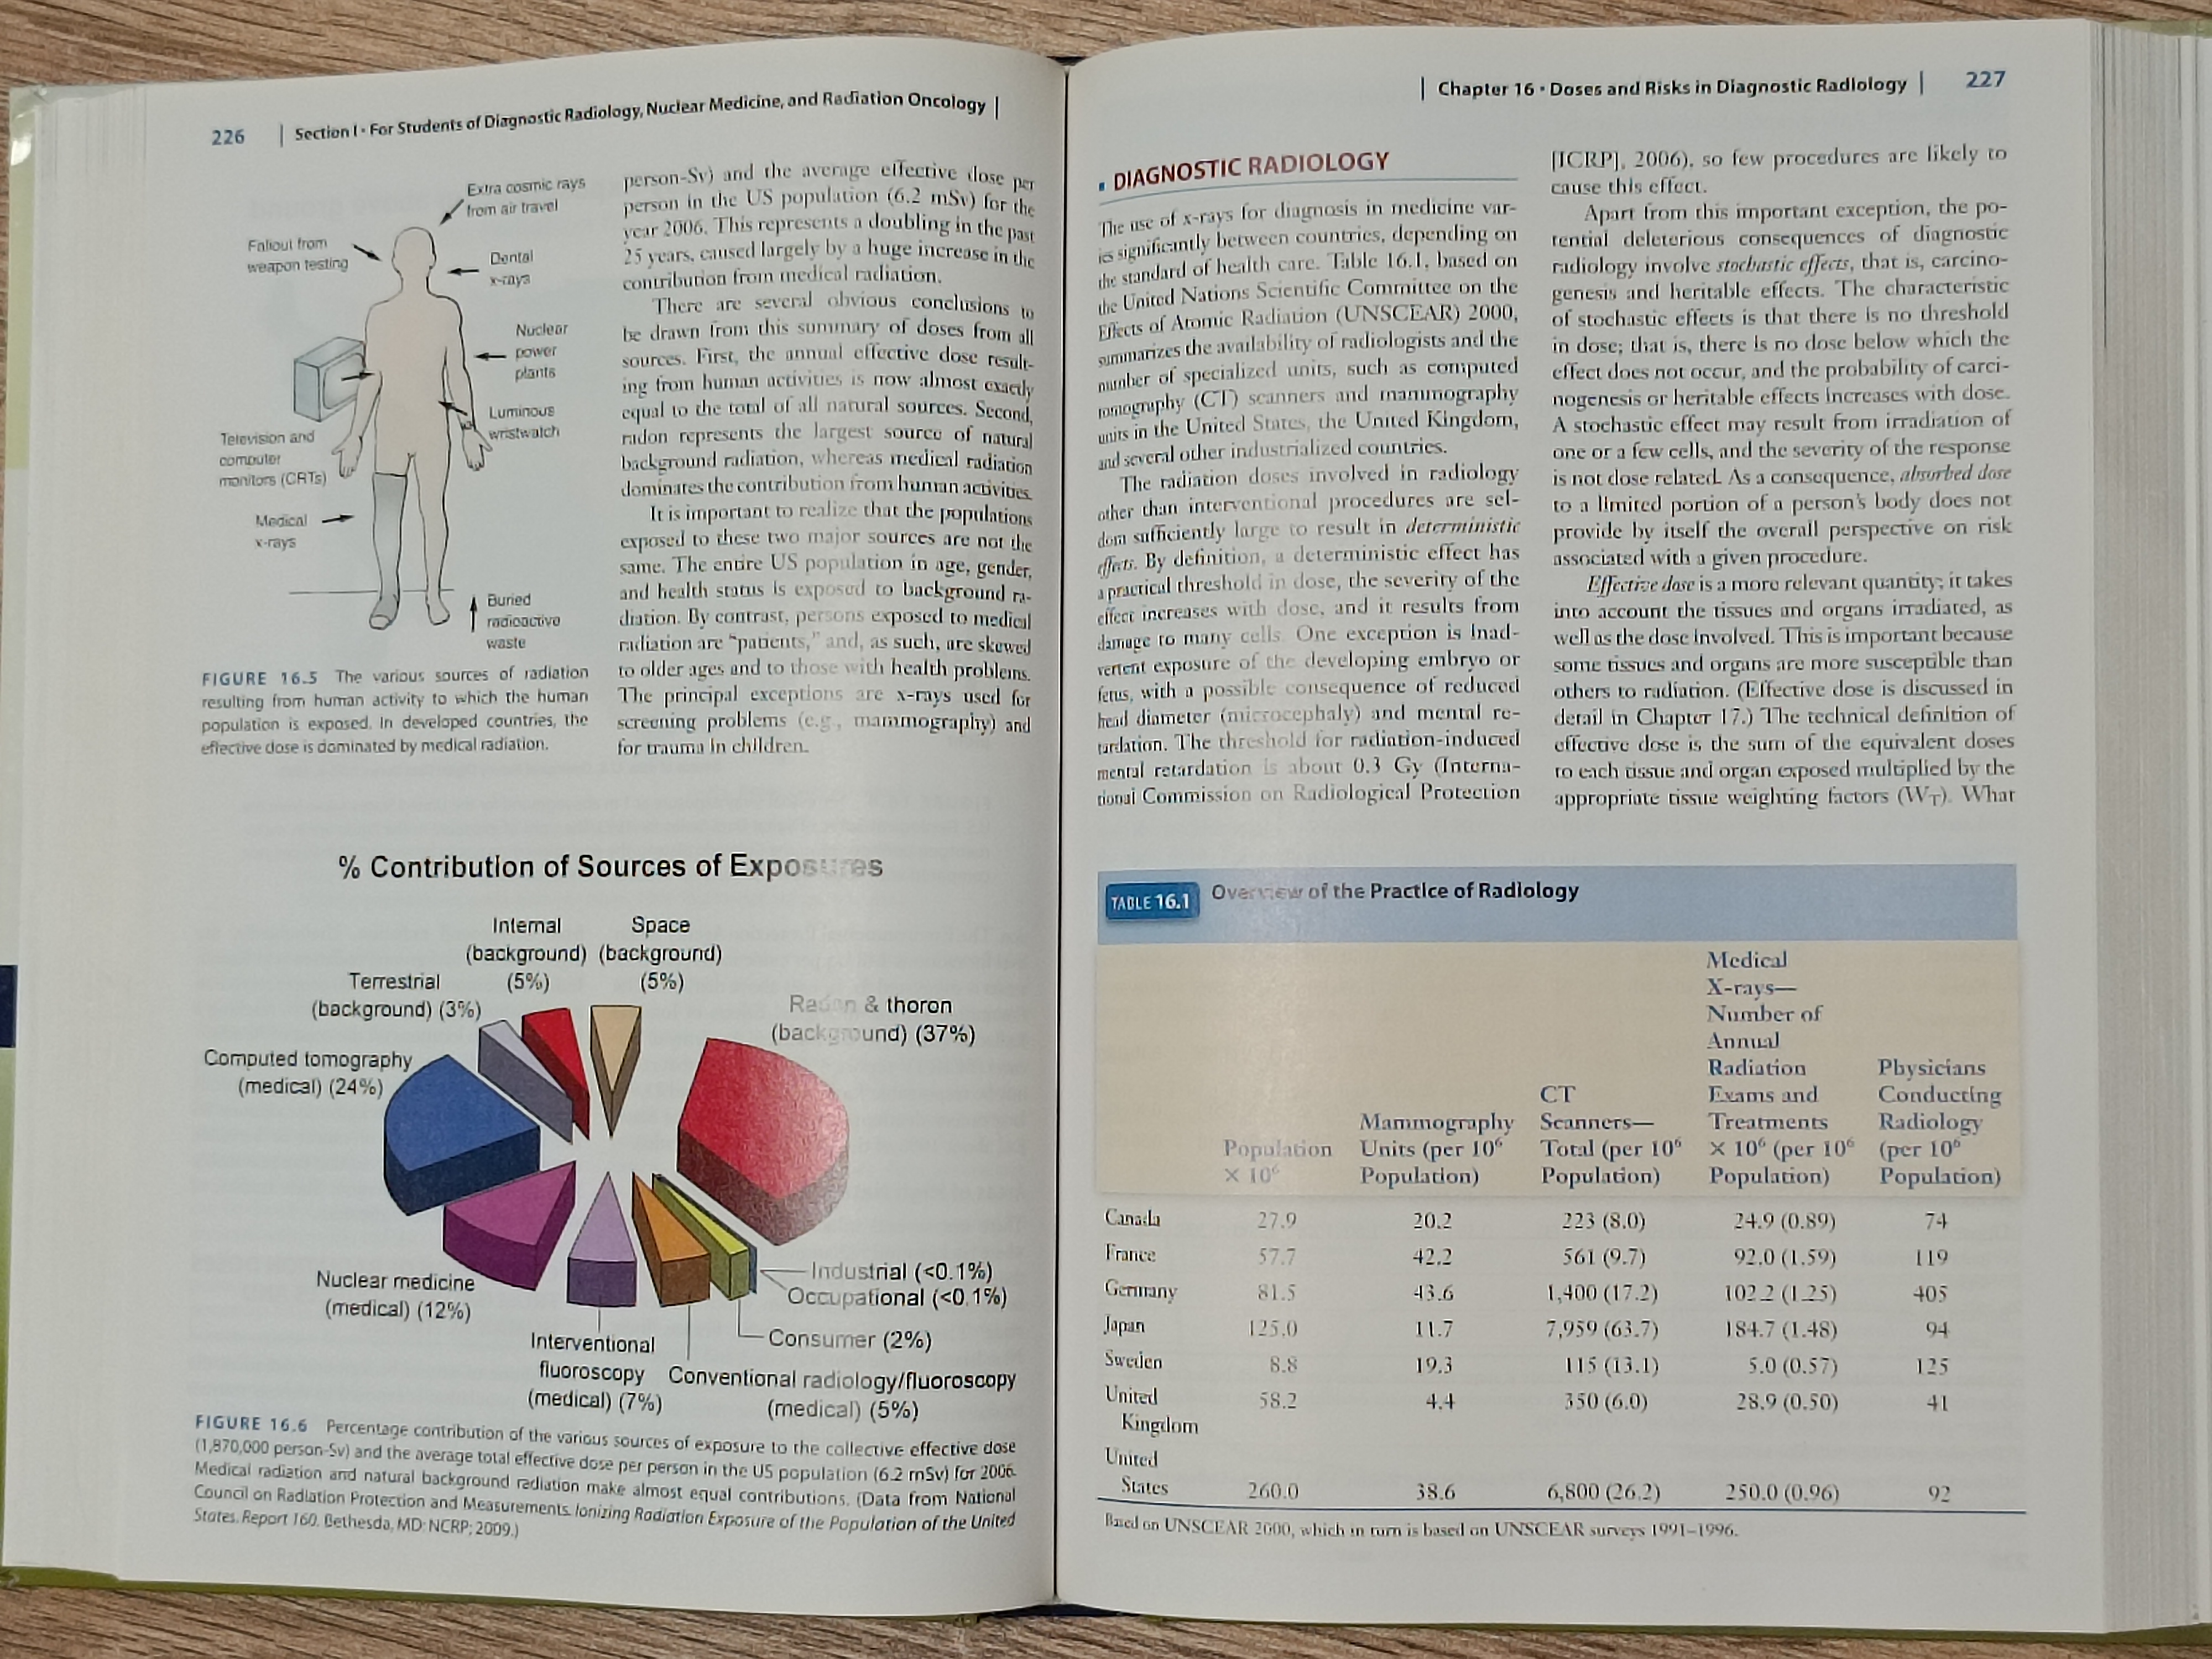 226 | Section I • For Students of Diagnostic Radiology, Nuclear Medicine, and Radiation Oncology |
Extra cosmic rays
from air travel
Fallout from
weapon testing
Dental
x-rays
Nuclear
power
plants
Luminous
wristwatch
Television and
computer
monitors (CRTs)
Medical
x-rays
Buried
radioactive
waste
FIGURE 16.5 The various sources of radiation
resulting from human activity to which the human
population is exposed. In developed countries, the
effective dose is dominated by medical radiation.
person-Sv) and the average effective dose per
person in the US population (6.2 mSv) for the
year 2006. This represents a doubling in the past
25 years, caused largely by a huge increase in the
contribution from medical radiation.
There are several obvious conclusions to
be drawn from this summary of doses from all
sources. First, the annual effective dose result-
ing from human activities is now almost exactly
equal to the total of all natural sources. Second,
radon represents the largest source of natural
background radiation, whereas medical radiation
dominates the contribution from human activities.
It is important to realize that the populations
exposed to these two major sources are not the
same. The entire US population in age, gender,
and health status is exposed to background ra-
diation. By contrast, persons exposed to medical
radiation are "patients," and, as such, are skewed
to older ages and to those with health problems.
The principal exceptions are x-rays used for
screening problems (e.g., mammography) and
for trauma in children.
% Contribution of Sources of Exposures
Internal
(background)
(5%)
Space
(background)
(5%)
Terrestrial
(background) (3%)
Radon & thoron
(background) (37%)
Computed tomography
(medical) (24%)
Nuclear medicine
(medical) (12%)
Industrial (<0.1%)
Occupational (<0.1%)
Consumer (2%)
Interventional
fluoroscopy
(medical) (7%)
Conventional radiology/fluoroscopy
(medical) (5%)
FIGURE 16.6 Percentage contribution of the various sources of exposure to the collective effective dose
(1,870,000 person-Sv) and the average total effective dose per person in the US population (6.2 mSv) for 2006.
Medical radiation and natural background radiation make almost equal contributions. (Data from National
Council on Radiation Protection and Measurements. Ionizing Radiation Exposure of the Population of the United
States. Report 160. Bethesda, MD: NCRP; 2009.)
| Chapter 16 • Doses and Risks in Diagnostic Radiology | 227
DIAGNOSTIC RADIOLOGY
The use of x-rays for diagnosis in medicine var-
ies significantly between countries, depending on
the standard of health care. Table 16.1, based on
the United Nations Scientific Committee on the
Effects of Atomic Radiation (UNSCEAR) 2000,
summarizes the availability of radiologists and the
number of specialized units, such as computed
tomography (CT) scanners and mammography
units in the United States, the United Kingdom,
and several other industrialized countries.
The radiation doses involved in radiology
other than interventional procedures are sel-
dom sufficiently large to result in deterministic
effects. By definition, a deterministic effect has
a practical threshold in dose, the severity of the
effect increases with dose, and it results from
damage to many cells. One exception is inad-
vertent exposure of the developing embryo or
fetus, with a possible consequence of reduced
head diameter (microcephaly) and mental re-
tardation. The threshold for radiation-induced
mental retardation is about 0.3 Gy (Interna-
tional Commission on Radiological Protection
[ICRP], 2006), so few procedures are likely to
cause this effect.
Apart from this important exception, the po-
tential deleterious consequences of diagnostic
radiology involve stochastic effects, that is, carcino-
genesis and heritable effects. The characteristic
of stochastic effects is that there is no threshold
in dose; that is, there is no dose below which the
effect does not occur, and the probability of carci-
nogenesis or heritable effects increases with dose.
A stochastic effect may result from irradiation of
one or a few cells, and the severity of the response
is not dose related. As a consequence, absorbed dose
to a limited portion of a person's body does not
provide by itself the overall perspective on risk
associated with a given procedure.
Effective dose is a more relevant quantity; it takes
into account the tissues and organs irradiated, as
well as the dose involved. This is important because
some tissues and organs are more susceptible than
others to radiation. (Effective dose is discussed in
detail in Chapter 17.) The technical definition of
effective dose is the sum of the equivalent doses
to each tissue and organ exposed multiplied by the
appropriate tissue weighting factors (WT). What
TABLE 16.1 Overview of the Practice of Radiology
Population
× 10⁶
Mammography
Units (per 10⁶
Population)
CT
Scanners—
Total (per 10⁶
Population)
Medical
X-rays—
Number of
Annual
Radiation
Exams and
Treatments
× 10⁶ (per 10⁶
Population)
Physicians
Conducting
Radiology
(per 10⁶
Population)
Canada 27.9 20.2 223 (8.0) 24.9 (0.89) 74
France 57.7 42.2 561 (9.7) 92.0 (1.59) 119
Germany 81.5 43.6 1,400 (17.2) 102.2 (1.25) 405
Japan 125.0 11.7 7,959 (63.7) 184.7 (1.48) 94
Sweden 8.8 19.3 115 (13.1) 5.0 (0.57) 125
United 58.2 4.4 350 (6.0) 28.9 (0.50) 41
Kingdom
United
States 260.0 38.6 6,800 (26.2) 250.0 (0.96) 92
Based on UNSCEAR 2000, which in turn is based on UNSCEAR surveys 1991–1996.